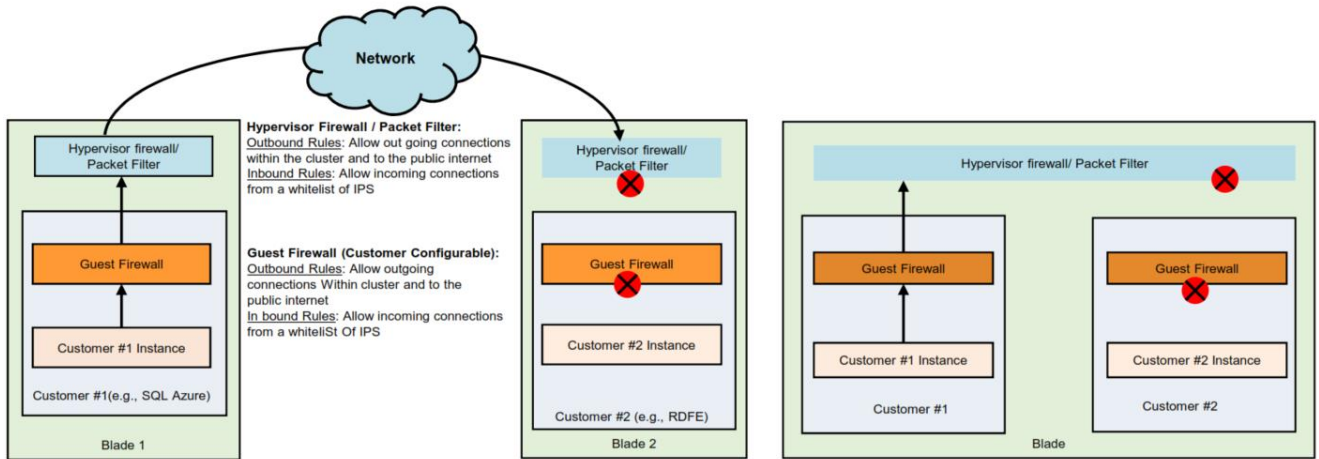 Network
Hypervisor firewall/
Packet Filter
Guest Firewall
Customer #1 Instance
Customer #1(e.g., SQL Azure)
Blade 1
Hypervisor Firewall / Packet Filter:
Outbound Rules: Allow out going connections
within the cluster and to the public internet
Inbound Rules: Allow incoming connections
from a whitelist of IPS
Guest Firewall (Customer Configurable):
Outbound Rules: Allow outgoing
connections Within cluster and to the
public internet
In bound Rules: Allow incoming connections
from a whiteliSt Of IPS
Hypervisor firewall/
Packet Filter
Guest Firewall
Customer #2 Instance
Customer #2 (e.g., RDFE)
Blade 2
Hypervisor firewall/ Packet Filter
Guest Firewall
Customer #1 Instance
Customer #1
Guest Firewall
Customer #2 Instance
Customer #2
Blade